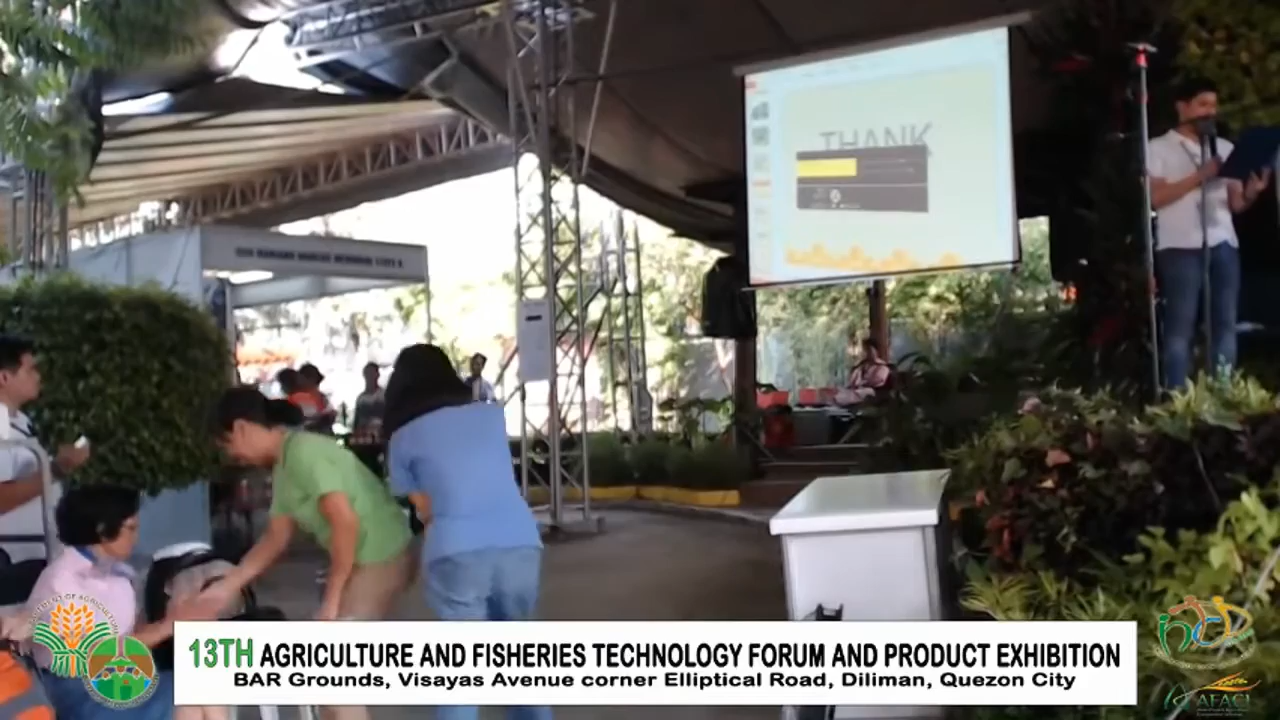 THANK
13TH AGRICULTURE AND FISHERIES TECHNOLOGY FORUM AND PRODUCT EXHIBITION
BAR Grounds, Visayas Avenue corner Elliptical Road, Diliman, Quezon City
AFACI